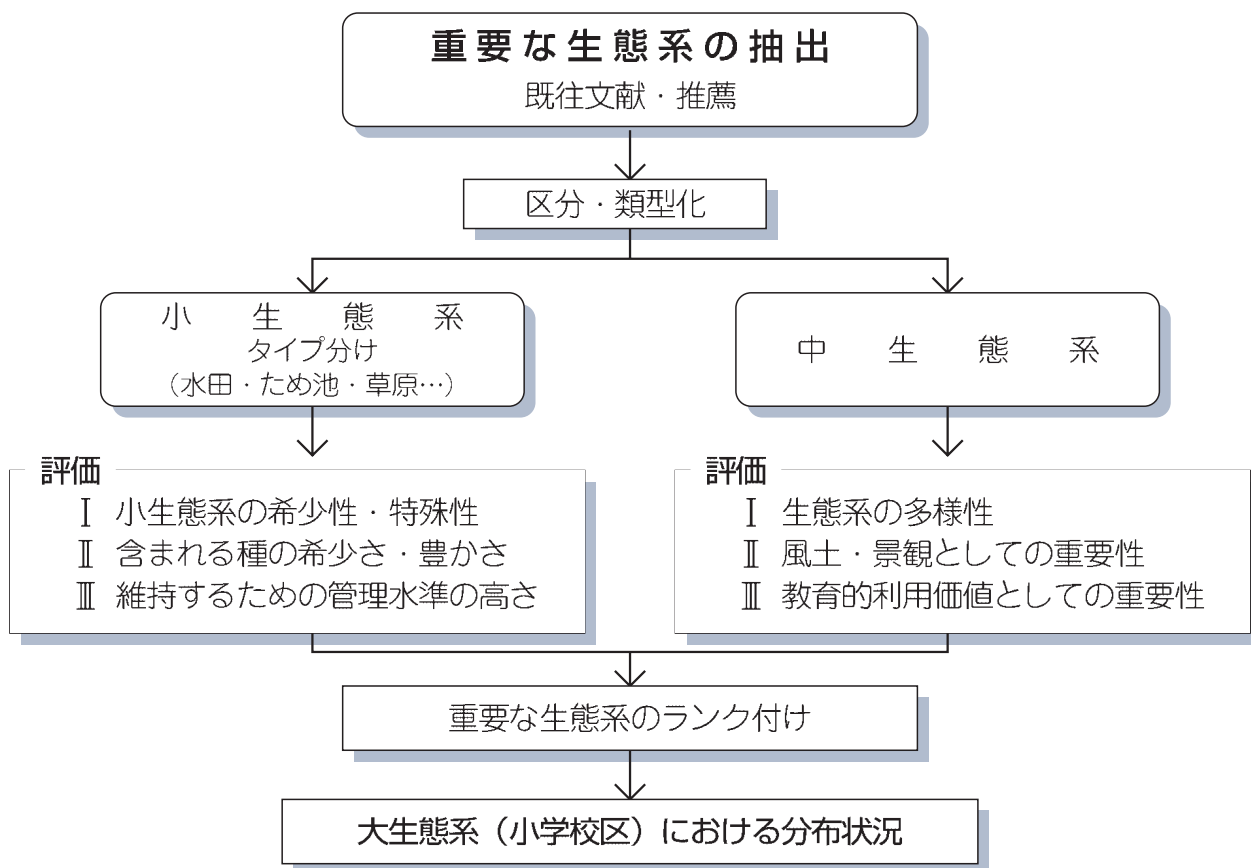 重要な生態系の抽出
既往文献・推薦
区分・類型化
小生態系
タイプ分け
（水田・ため池・草原…）
中生態系
評価
Ⅰ 小生態系の希少性・特殊性
Ⅱ 含まれる種の希少さ・豊かさ
Ⅲ 維持するための管理水準の高さ
評価
Ⅰ 生態系の多様性
Ⅱ 風土・景観としての重要性
Ⅲ 教育的利用価値としての重要性
重要な生態系のランク付け
大生態系（小学校区）における分布状況